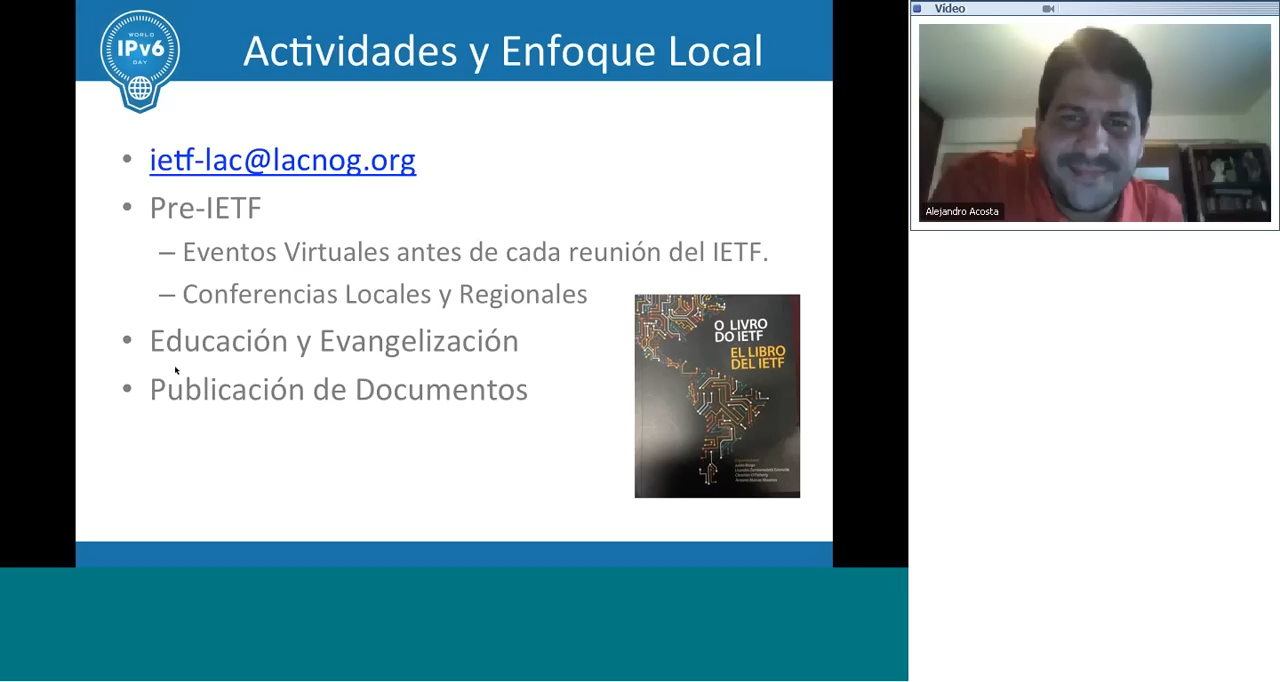 WORLD
IPv6
DAY
Actividades y Enfoque Local
• ietf-lac@lacnog.org
• Pre-IETF
– Eventos Virtuales antes de cada reunión del IETF.
– Conferencias Locales y Regionales
• Educación y Evangelización
• Publicación de Documentos
O LIVRO
DO IETF
EL LIBRO
DEL IETF
Vídeo
Alejandro Acosta